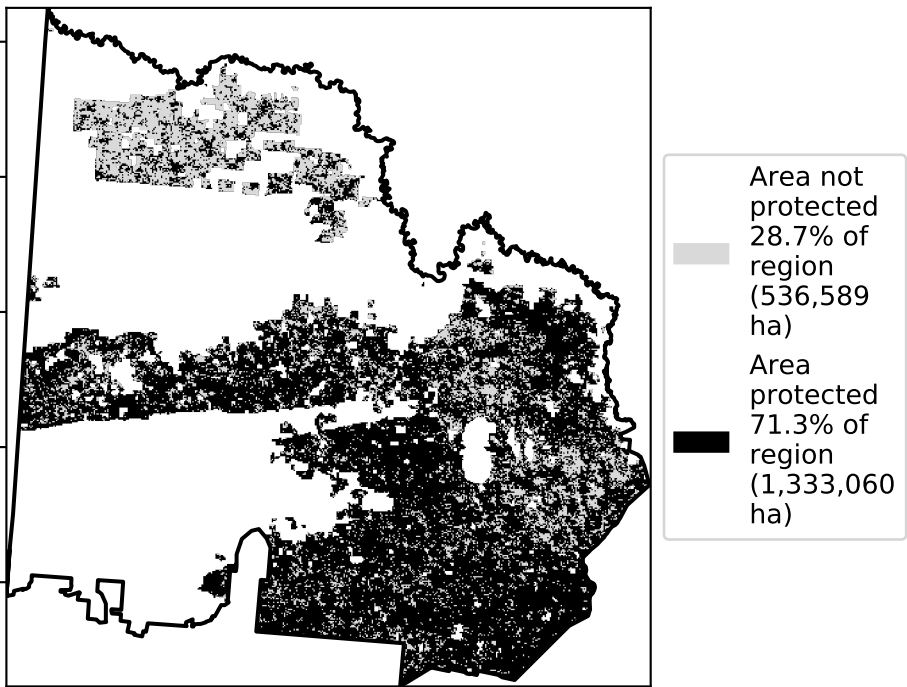 Area not
protected
28.7% of
region
(536,589
ha)
Area
protected
71.3% of
region
(1,333,060
ha)